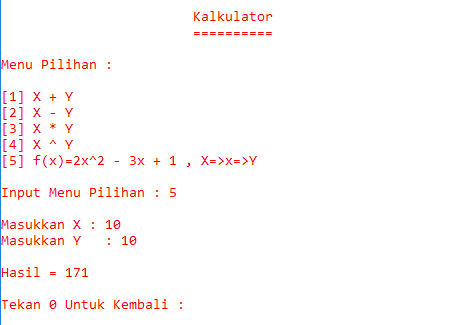 Kalkulator
==========
Menu Pilihan :
[1] X + Y
[2] X - Y
[3] X * Y
[4] X ^ Y
[5] f(x)=2x^2 - 3x + 1 , X=>x=>Y
Input Menu Pilihan : 5
Masukkan X : 10
Masukkan Y   : 10
Hasil = 171
Tekan 0 Untuk Kembali :